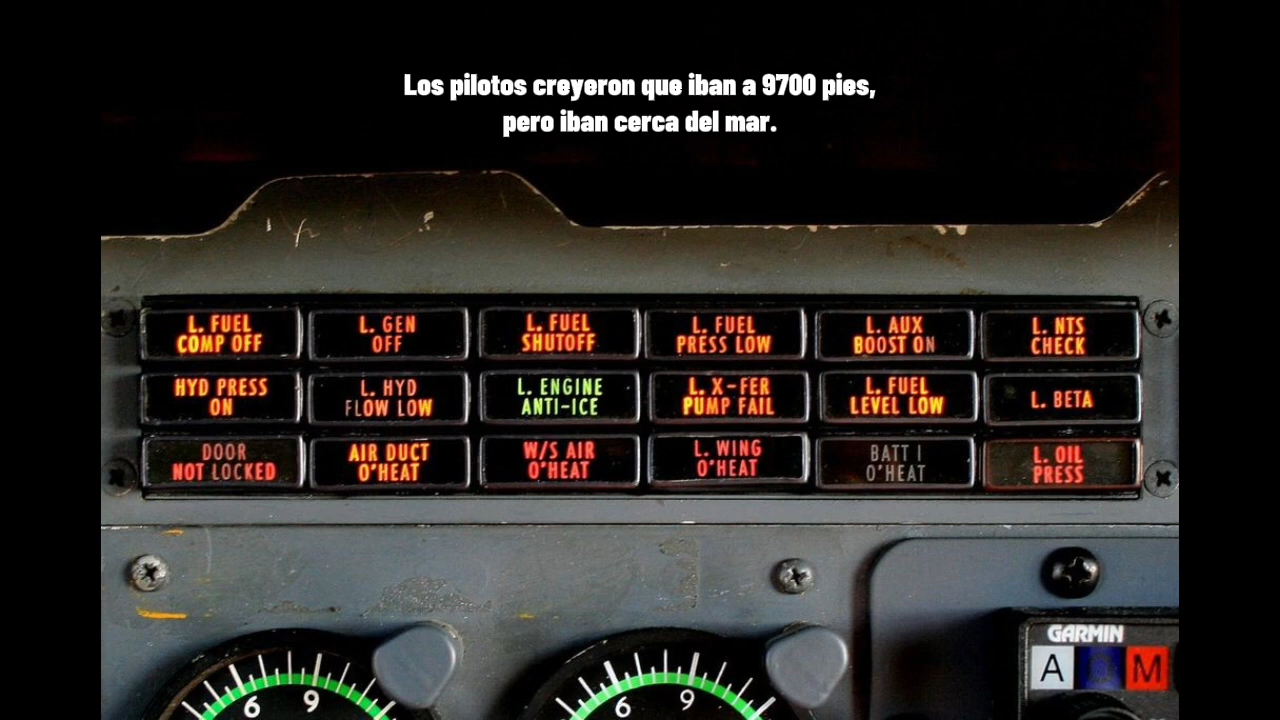 Los pilotos creyeron que iban a 9700 pies,
pero iban cerca del mar.
L. FUEL
COMP OFF
L. GEN
OFF
L. FUEL
SHUTOFF
L. FUEL
PRESS LOW
L. AUX
BOOST ON
L. NTS
CHECK
HYD PRESS
ON
L. HYD
FLOW LOW
L. ENGINE
ANTI-ICE
L. X-FER
PUMP FAIL
L. FUEL
LEVEL LOW
L. BETA
DOOR
NOT LOCKED
AIR DUCT
O'HEAT
W/S AIR
O'HEAT
L. WING
O'HEAT
BATT I
O'HEAT
L. OIL
PRESS
GARMIN
A O M
6 9
6 9